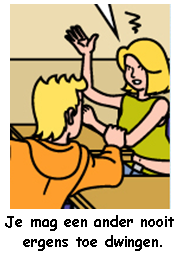 Je mag een ander nooit
ergens toe dwingen.